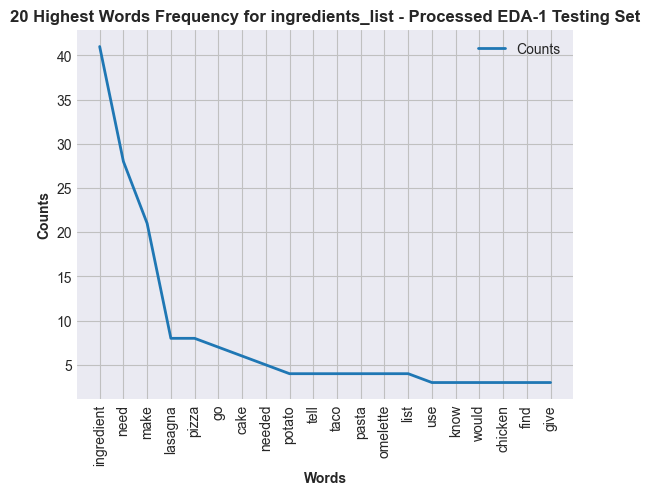 20 Highest Words Frequency for ingredients_list - Processed EDA-1 Testing Set
Counts
40
35
30
25
20
15
10
5
Counts
ingredient
need
make
lasagna
pizza
go
cake
needed
potato
tell
taco
pasta
omelette
list
use
know
would
chicken
find
give
Words